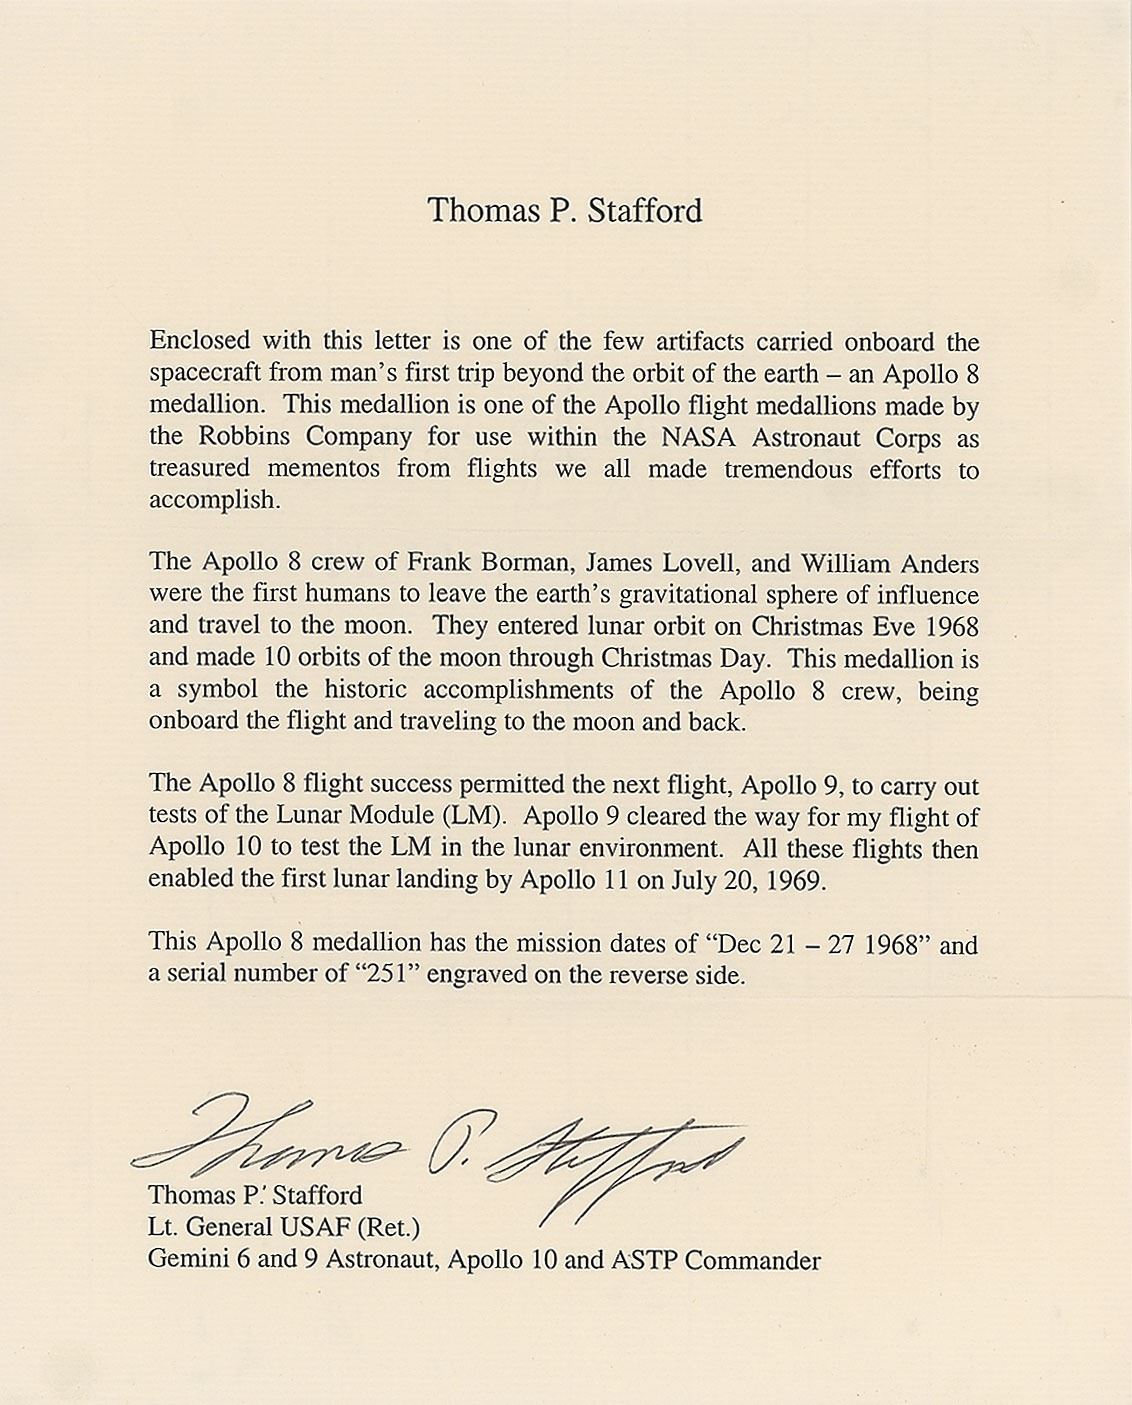 Thomas P. Stafford
Enclosed with this letter is one of the few artifacts carried onboard the
spacecraft from man's first trip beyond the orbit of the earth – an Apollo 8
medallion. This medallion is one of the Apollo flight medallions made by
the Robbins Company for use within the NASA Astronaut Corps as
treasured mementos from flights we all made tremendous efforts to
accomplish.
The Apollo 8 crew of Frank Borman, James Lovell, and William Anders
were the first humans to leave the earth's gravitational sphere of influence
and travel to the moon. They entered lunar orbit on Christmas Eve 1968
and made 10 orbits of the moon through Christmas Day. This medallion is
a symbol the historic accomplishments of the Apollo 8 crew, being
onboard the flight and traveling to the moon and back.
The Apollo 8 flight success permitted the next flight, Apollo 9, to carry out
tests of the Lunar Module (LM). Apollo 9 cleared the way for my flight of
Apollo 10 to test the LM in the lunar environment. All these flights then
enabled the first lunar landing by Apollo 11 on July 20, 1969.
This Apollo 8 medallion has the mission dates of “Dec 21 – 27 1968” and
a serial number of “251” engraved on the reverse side.
Thomas P. Stafford
Thomas P. Stafford
Lt. General USAF (Ret.)
Gemini 6 and 9 Astronaut, Apollo 10 and ASTP Commander